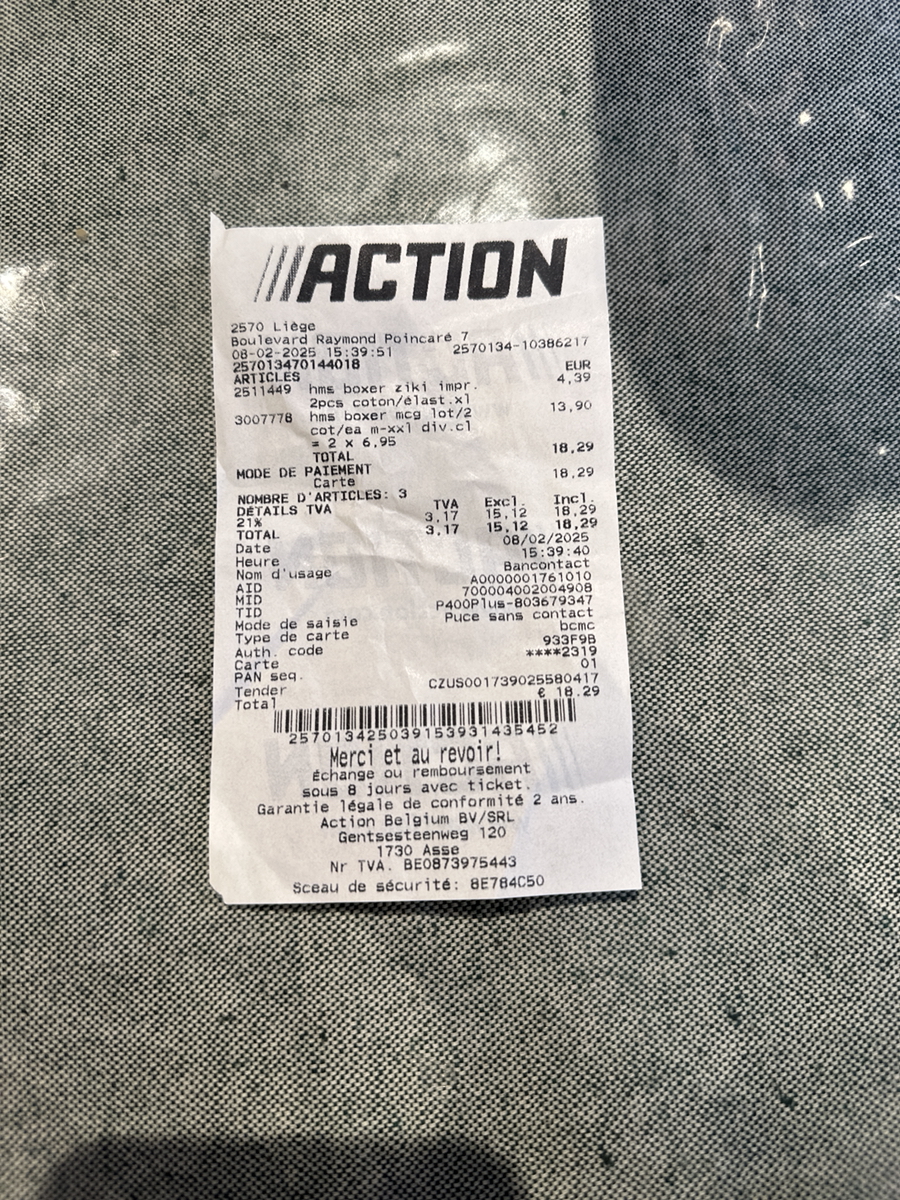 ACTION
2570 Liège
Boulevard Raymond Poincaré 7
08-02-2025 15:39:51 2570134-10386217
257013470144018
ARTICLES EUR
2511449 hms boxer ziki impr. 4,39
2pcs coton/élast.xl
3007778 hms boxer mcg lot/2 13,90
cot/ea m-xxl div.cl
= 2 x 6,95
TOTAL 18,29
MODE DE PAIEMENT
Carte 18,29
NOMBRE D'ARTICLES: 3
DÉTAILS TVA TVA Excl. Incl.
21% 3,17 15,12 18,29
TOTAL 3,17 15,12 18,29
Date 08/02/2025
Heure 15:39:40
Nom d'usage Bancontact
AID A0000001761010
MID 700004002004908
TID P400Plus-803679347
Mode de saisie Puce sans contact
Type de carte bcmc
Auth. code 933F9B
Carte ****2319
PAN seq. 01
Tender CZUS001739025580417
Total € 18.29
257013425039153931435452
Merci et au revoir!
Échange ou remboursement
sous 8 jours avec ticket.
Garantie légale de conformité 2 ans.
Action Belgium BV/SRL
Gentsesteenweg 120
1730 Asse
Nr TVA. BE0873975443
Sceau de sécurité: 8E784C50